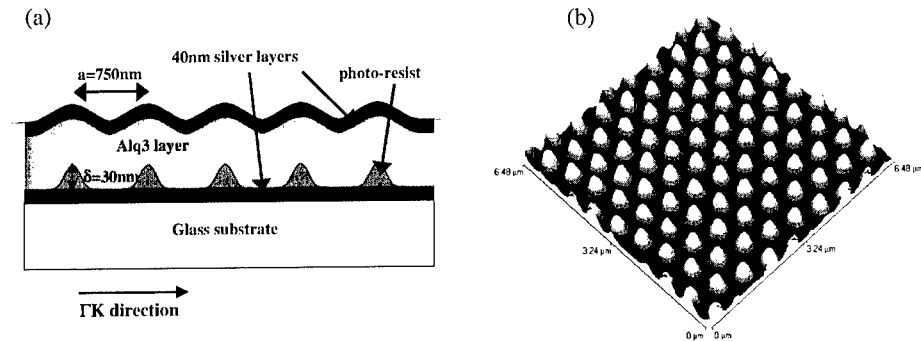 (a)
(b)
40nm silver layers
a=750nm
photo-resist
Alq3 layer
δ=30nm
Glass substrate
ΓK direction
6.48 µm
6.48 µm
3.24 µm
3.24 µm
0 µm
0 µm